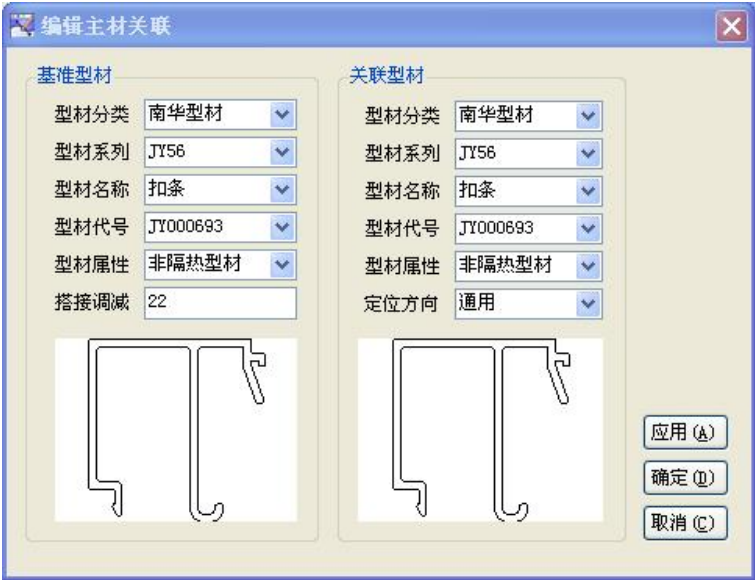 编辑主材关联
基准型材
型材分类 南华型材
型材系列 JY56
型材名称 扣条
型材代号 JY000693
型材属性 非隔热型材
搭接调减 22
关联型材
型材分类 南华型材
型材系列 JY56
型材名称 扣条
型材代号 JY000693
型材属性 非隔热型材
定位方向 通用
应用(A)
确定(D)
取消(C)